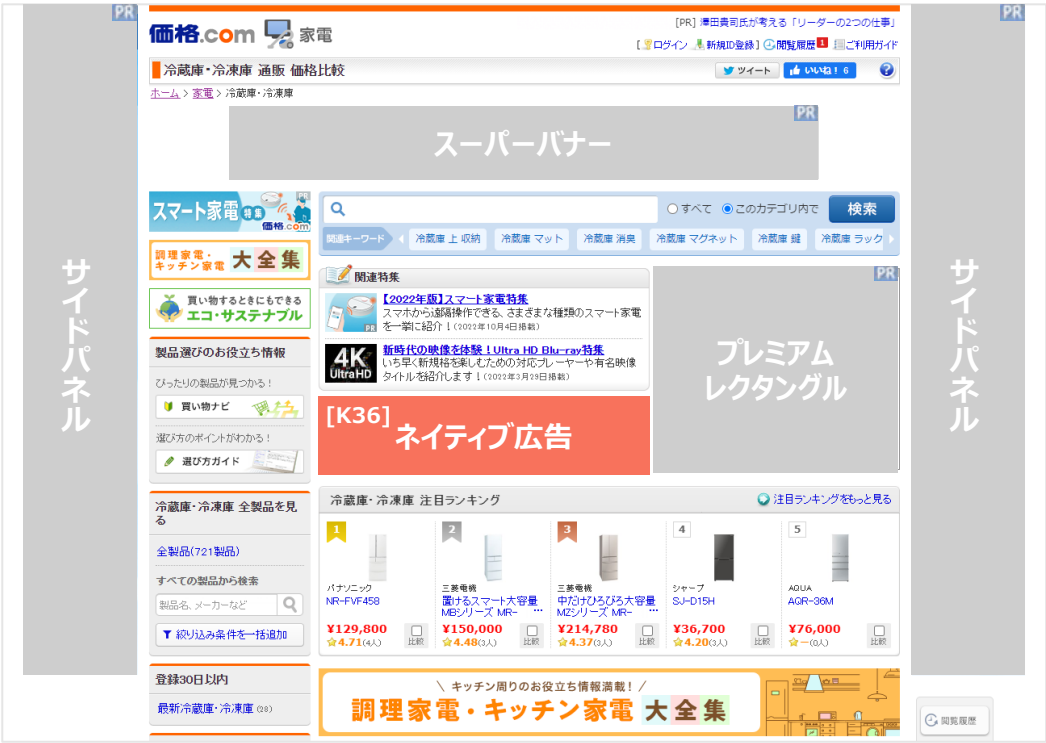 PR
PR
価格.com 家電
[PR] 澤田貴司氏が考える「リーダーの2つの仕事」
[ ログイン 新規ID登録 ] 閲覧履歴 1 ご利用ガイド
冷蔵庫・冷凍庫 通販 価格比較
ツイート
いいね！ 6
?
ホーム > 家電 > 冷蔵庫・冷凍庫
PR
スーパーバナー
サイドパネル
サイドパネル
スマート家電特集
価格.com
PR
すべて
このカテゴリ内で
検索
関連キーワード
冷蔵庫 上 収納
冷蔵庫 マット
冷蔵庫 消臭
冷蔵庫 マグネット
冷蔵庫 鍵
冷蔵庫 ラック
調理家電・
キッチン家電 大全集
買い物するときにもできる
エコ・サステナブル
製品選びのお役立ち情報
ぴったりの製品が見つかる！
買い物ナビ
選び方のポイントがわかる！
選び方ガイド
関連特集
【2022年版】スマート家電特集
スマホから遠隔操作できる、さまざまな種類のスマート家電
を一挙に紹介！(2022年10月4日掲載)
PR
4K
UltraHD
新時代の映像を体験！Ultra HD Blu-ray特集
いち早く新規格を楽しむための対応プレーヤーや有名映像
タイトルを紹介します！(2022年3月29日掲載)
PR
プレミアム
レクタングル
[K36]
ネイティブ広告
冷蔵庫・冷凍庫 全製品を見
る
全製品(721製品)
すべての製品から検索
製品名、メーカーなど
絞り込み条件を一括追加
登録30日以内
最新冷蔵庫・冷凍庫 (28)
冷蔵庫・冷凍庫 注目ランキング
注目ランキングをもっと見る
1
パナソニック
NR-FVF458
¥129,800
4.71(4人)
比較
2
三菱電機
置けるスマート大容量
MBシリーズ MR- ...
¥150,000
4.48(3人)
比較
3
三菱電機
中だけひろびろ大容量
MZシリーズ MR- ...
¥214,780
4.37(3人)
比較
4
シャープ
SJ-D15H
¥36,700
4.20(3人)
比較
5
AQUA
AQR-36M
¥76,000
－(0人)
比較
\ キッチン周りのお役立ち情報満載！ /
調理家電・キッチン家電 大全集
閲覧履歴